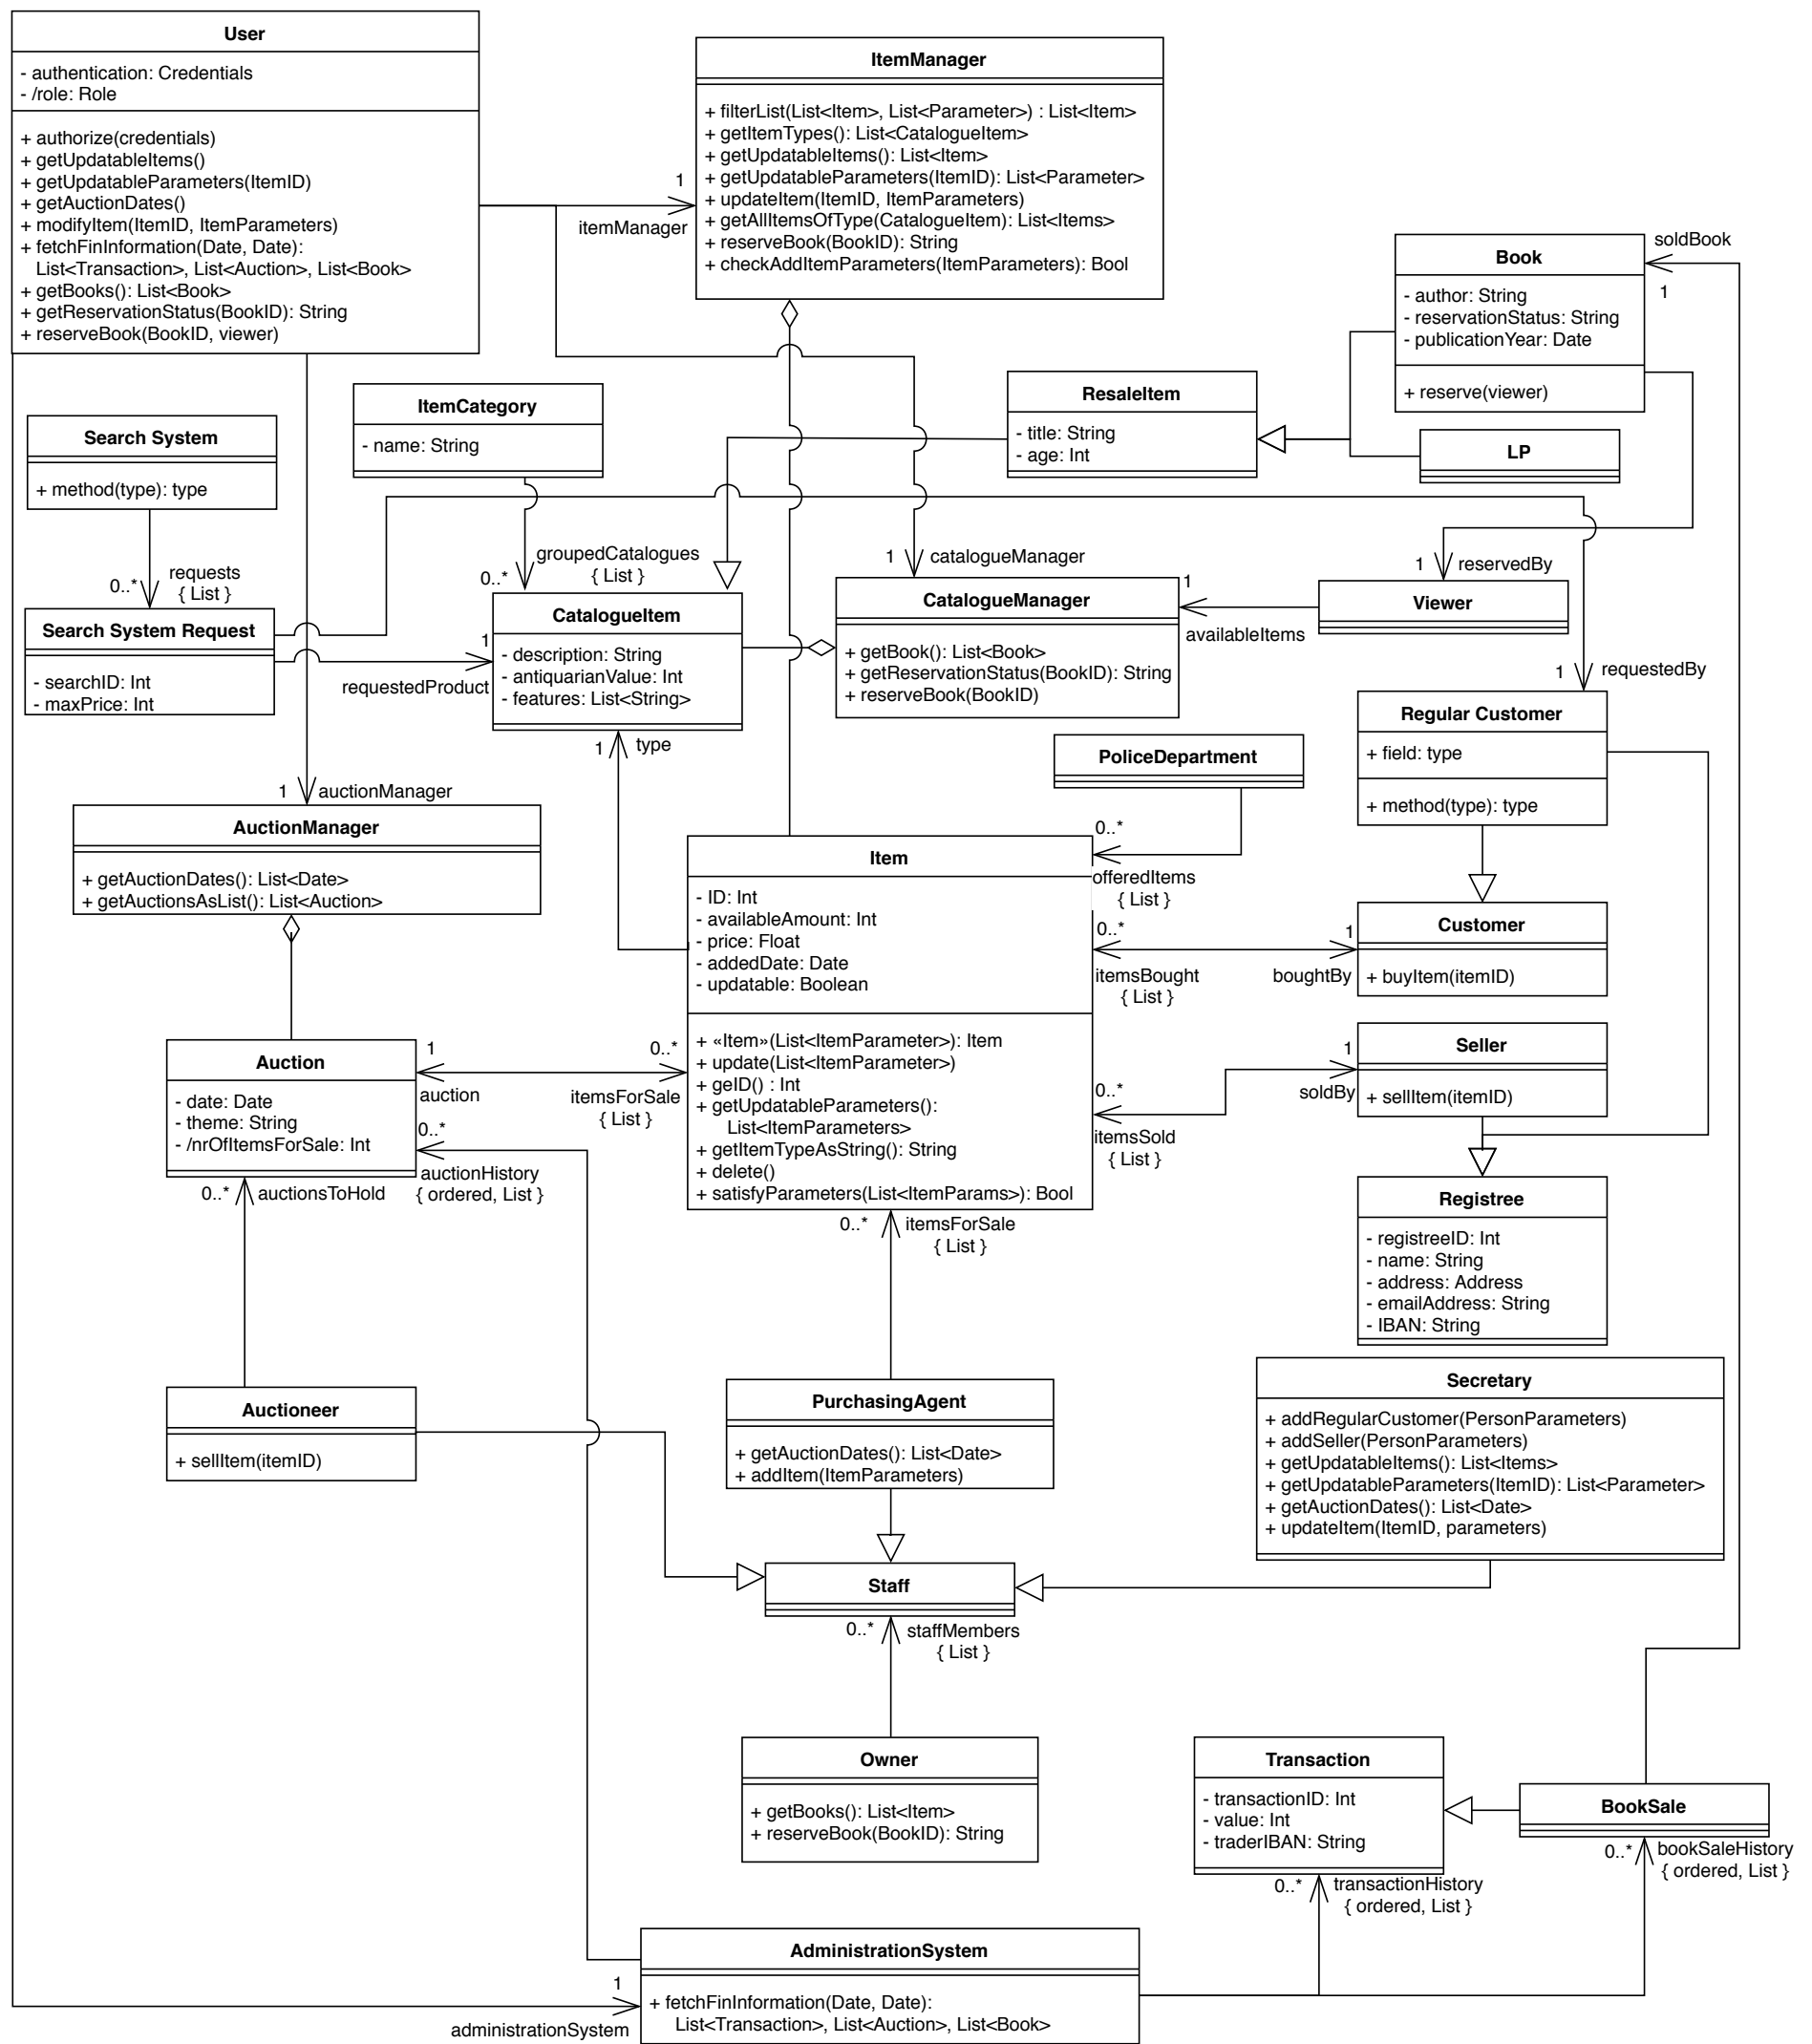 User
- authentication: Credentials
- /role: Role
+ authorize(credentials)
+ getUpdatableItems()
+ getUpdatableParameters(ItemID)
+ getAuctionDates()
+ modifyItem(ItemID, ItemParameters)
+ fetchFinInformation(Date, Date):
List<Transaction>, List<Auction>, List<Book>
+ getBooks(): List<Book>
+ getReservationStatus(BookID): String
+ reserveBook(BookID, viewer)
ItemManager
+ filterList(List<Item>, List<Parameter>) : List<Item>
+ getItemTypes(): List<CatalogueItem>
+ getUpdatableItems(): List<Item>
+ getUpdatableParameters(ItemID): List<Parameter>
+ updateItem(ItemID, ItemParameters)
+ getAllItemsOfType(CatalogueItem): List<Items>
+ reserveBook(BookID): String
+ checkAddItemParameters(ItemParameters): Bool
1
itemManager
soldBook
1
Book
- author: String
- reservationStatus: String
- publicationYear: Date
+ reserve(viewer)
ItemCategory
- name: String
ResaleItem
- title: String
- age: Int
LP
Search System
+ method(type): type
0..*
requests
{ List }
0..*
groupedCatalogues
{ List }
1
catalogueManager
1
reservedBy
Search System Request
- searchID: Int
- maxPrice: Int
1
requestedProduct
CatalogueItem
- description: String
- antiquarianValue: Int
- features: List<String>
CatalogueManager
+ getBook(): List<Book>
+ getReservationStatus(BookID): String
+ reserveBook(BookID)
1
availableItems
Viewer
1
requestedBy
Regular Customer
+ field: type
+ method(type): type
1
type
PoliceDepartment
1
auctionManager
AuctionManager
+ getAuctionDates(): List<Date>
+ getAuctionsAsList(): List<Auction>
Item
- ID: Int
- availableAmount: Int
- price: Float
- addedDate: Date
- updatable: Boolean
+ «Item»(List<ItemParameter>): Item
+ update(List<ItemParameter>)
+ geID() : Int
+ getUpdatableParameters():
List<ItemParameters>
+ getItemTypeAsString(): String
+ delete()
+ satisfyParameters(List<ItemParams>): Bool
0..*
offeredItems
{ List }
0..*
itemsBought
{ List }
1
boughtBy
Customer
+ buyItem(itemID)
0..*
itemsSold
{ List }
1
soldBy
Seller
+ sellItem(itemID)
Auction
- date: Date
- theme: String
- /nrOfItemsForSale: Int
1
auction
0..*
itemsForSale
{ List }
0..*
auctionHistory
{ ordered, List }
0..*
auctionsToHold
0..*
itemsForSale
{ List }
Registree
- registreeID: Int
- name: String
- address: Address
- emailAddress: String
- IBAN: String
Auctioneer
+ sellItem(itemID)
PurchasingAgent
+ getAuctionDates(): List<Date>
+ addItem(ItemParameters)
Secretary
+ addRegularCustomer(PersonParameters)
+ addSeller(PersonParameters)
+ getUpdatableItems(): List<Items>
+ getUpdatableParameters(ItemID): List<Parameter>
+ getAuctionDates(): List<Date>
+ updateItem(ItemID, parameters)
Staff
0..*
staffMembers
{ List }
Owner
+ getBooks(): List<Item>
+ reserveBook(BookID): String
Transaction
- transactionID: Int
- value: Int
- traderIBAN: String
BookSale
0..*
bookSaleHistory
{ ordered, List }
0..*
transactionHistory
{ ordered, List }
AdministrationSystem
+ fetchFinInformation(Date, Date):
List<Transaction>, List<Auction>, List<Book>
1
administrationSystem